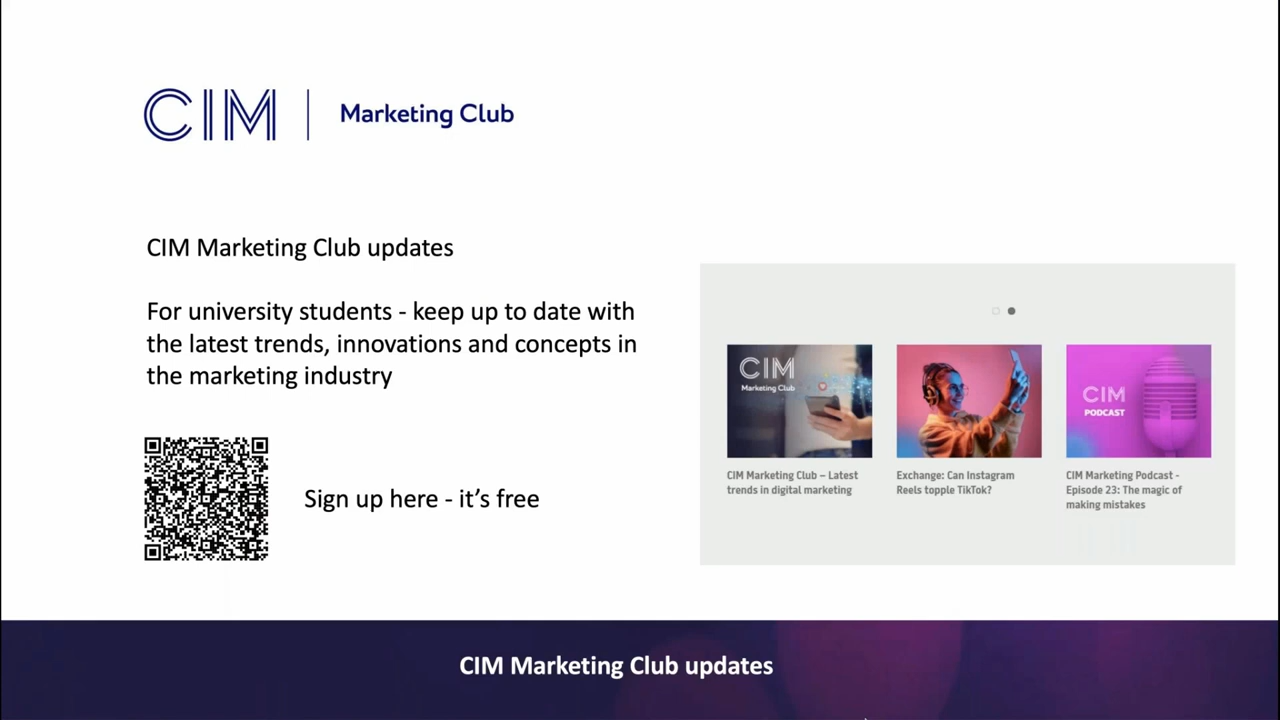 CIM | Marketing Club
CIM Marketing Club updates
For university students - keep up to date with
the latest trends, innovations and concepts in
the marketing industry
Sign up here - it’s free
CIM
Marketing Club
CIM Marketing Club – Latest
trends in digital marketing
Exchange: Can Instagram
Reels topple TikTok?
CIM
PODCAST
CIM Marketing Podcast -
Episode 23: The magic of
making mistakes
CIM Marketing Club updates